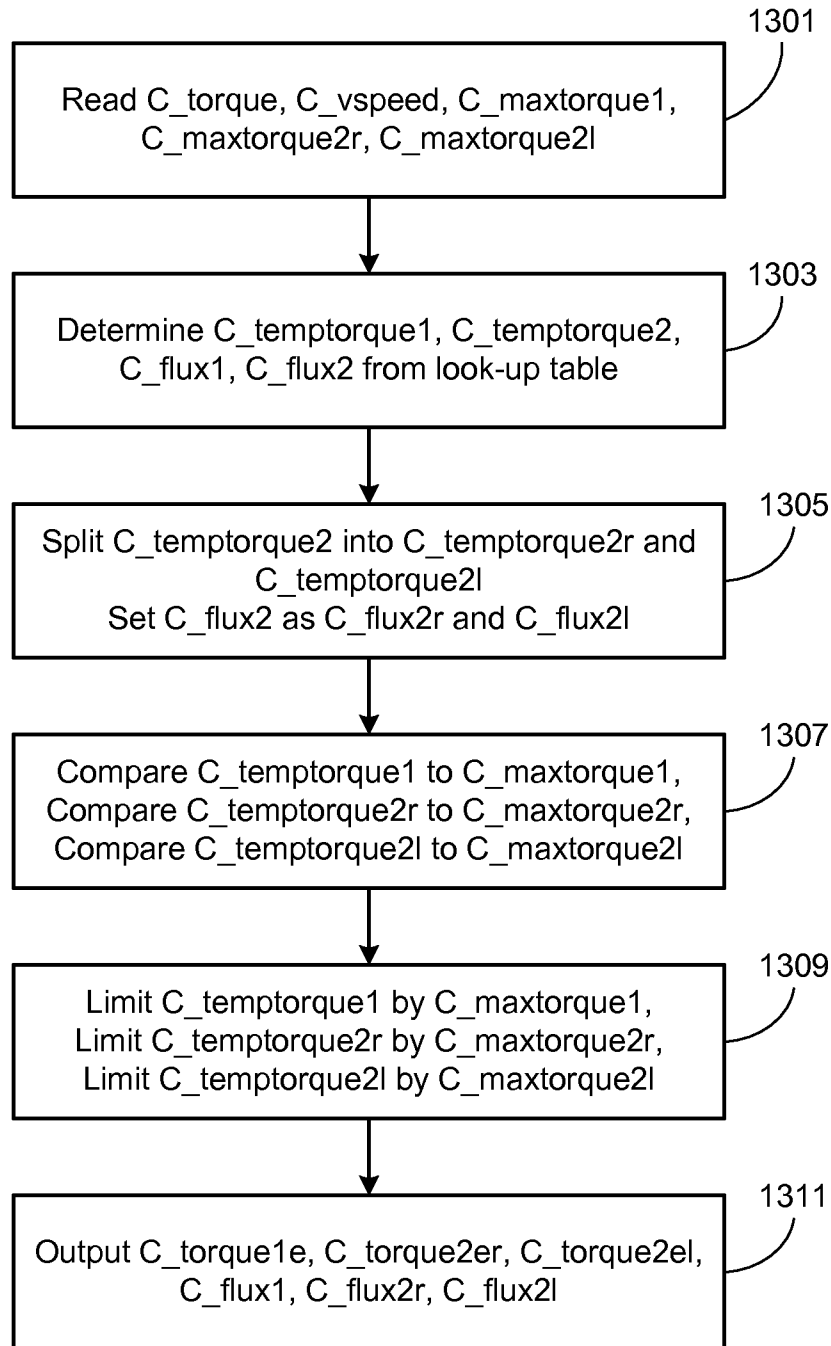 1301
Read C_torque, C_vspeed, C_maxtorque1,
C_maxtorque2r, C_maxtorque2l
1303
Determine C_temptorque1, C_temptorque2,
C_flux1, C_flux2 from look-up table
1305
Split C_temptorque2 into C_temptorque2r and
C_temptorque2l
Set C_flux2 as C_flux2r and C_flux2l
1307
Compare C_temptorque1 to C_maxtorque1,
Compare C_temptorque2r to C_maxtorque2r,
Compare C_temptorque2l to C_maxtorque2l
1309
Limit C_temptorque1 by C_maxtorque1,
Limit C_temptorque2r by C_maxtorque2r,
Limit C_temptorque2l by C_maxtorque2l
1311
Output C_torque1e, C_torque2er, C_torque2el,
C_flux1, C_flux2r, C_flux2l